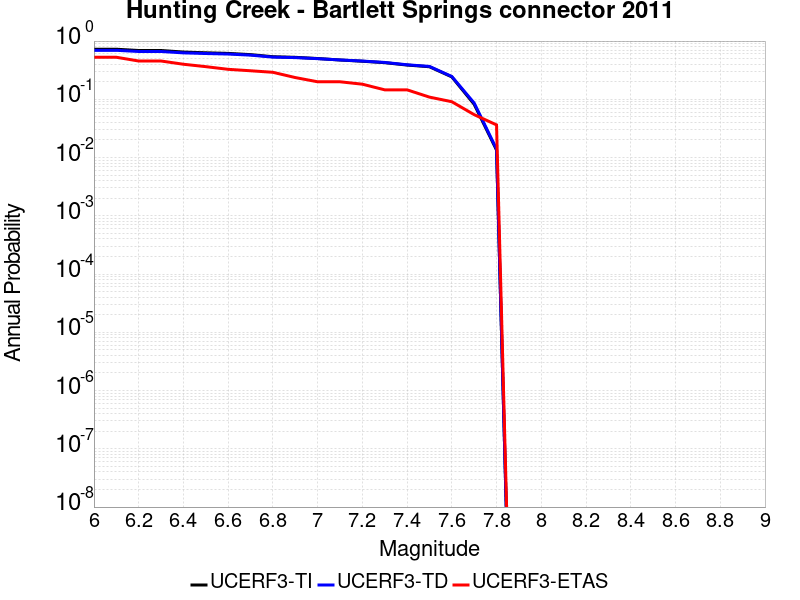 Hunting Creek - Bartlett Springs connector 2011
Annual Probability
10^0
10^-1
10^-2
10^-3
10^-4
10^-5
10^-6
10^-7
10^-8
6 6.2 6.4 6.6 6.8 7 7.2 7.4 7.6 7.8 8 8.2 8.4 8.6 8.8 9
Magnitude
UCERF3-TI UCERF3-TD UCERF3-ETAS